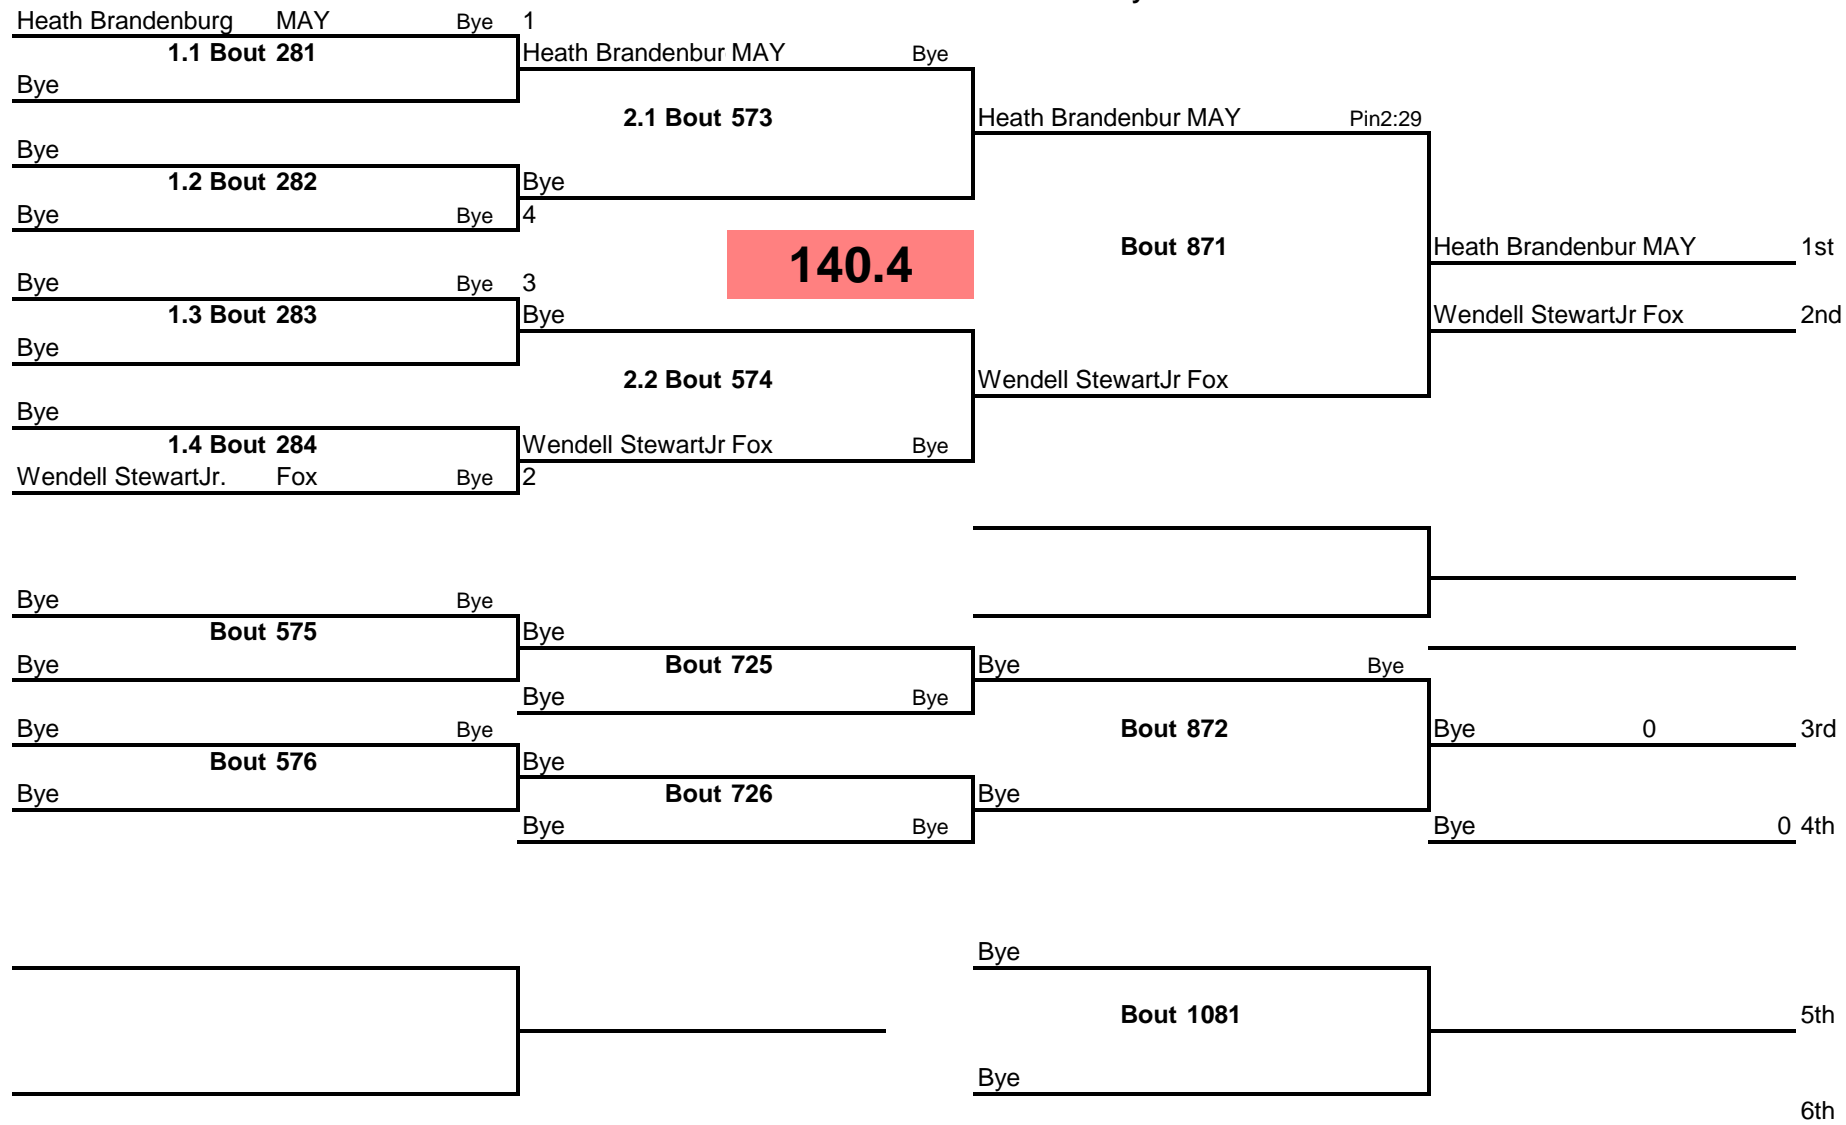 Heath Brandenburg MAY Bye 1
1.1 Bout 281
Heath Brandenbur MAY Bye
Bye
2.1 Bout 573
Heath Brandenbur MAY Pin2:29
Bye
1.2 Bout 282
Bye
Bye Bye 4
Bout 871
Heath Brandenbur MAY 1st
140.4
Bye Bye 3
1.3 Bout 283
Bye
Wendell StewartJr Fox 2nd
Bye
2.2 Bout 574
Wendell StewartJr Fox
Bye
1.4 Bout 284
Wendell StewartJr Fox Bye
Wendell StewartJr. Fox Bye 2
Bye Bye
Bout 575
Bye
Bye
Bout 725
Bye Bye
Bye Bye
Bye Bye
Bout 872
Bye 0 3rd
Bout 576
Bye
Bye
Bout 726
Bye
Bye Bye
Bye 0 4th
Bye
Bout 1081
5th
Bye
6th